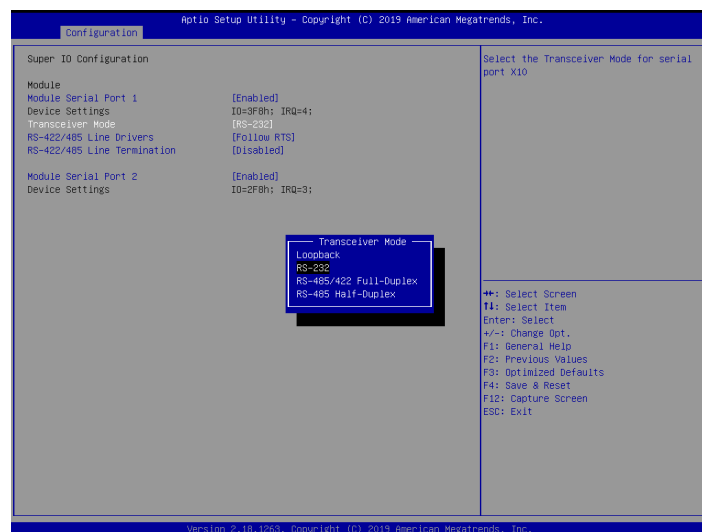 Aptio Setup Utility – Copyright (C) 2019 American Megatrends, Inc.
Configuration
Super IO Configuration
Module
Module Serial Port 1 [Enabled]
Device Settings IO=3F8h; IRQ=4;
Transceiver Mode [RS-232]
RS-422/485 Line Drivers [Follow RTS]
RS-422/485 Line Termination [Disabled]
Module Serial Port 2 [Enabled]
Device Settings IO=2F8h; IRQ=3;
Transceiver Mode
Loopback
RS-232
RS-485/422 Full-Duplex
RS-485 Half-Duplex
Select the Transceiver Mode for serial
port X10
→←: Select Screen
↑↓: Select Item
Enter: Select
+/-: Change Opt.
F1: General Help
F2: Previous Values
F3: Optimized Defaults
F4: Save & Reset
F12: Capture Screen
ESC: Exit
Version 2.18.1263. Copyright (C) 2019 American Megatrends, Inc.